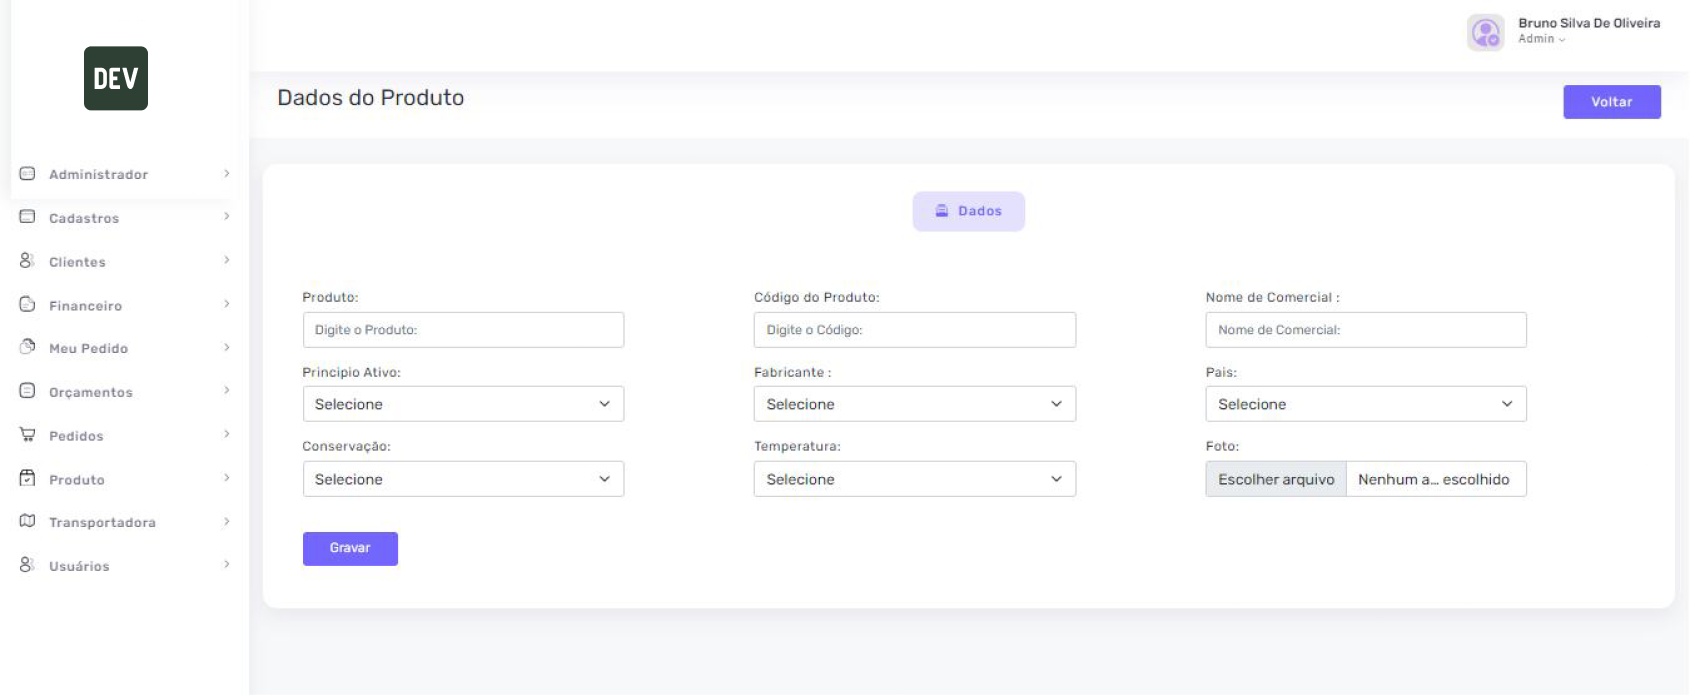 DEV
Bruno Silva De Oliveira
Admin
Dados do Produto
Voltar
Administrador
Cadastros
Clientes
Financeiro
Meu Pedido
Orçamentos
Pedidos
Produto
Transportadora
Usuários
Dados
Produto: Código do Produto: Nome de Comercial :
Digite o Produto: Digite o Código: Nome de Comercial:
Principio Ativo: Fabricante : Pais:
Selecione Selecione Selecione
Conservação: Temperatura: Foto:
Selecione Selecione Escolher arquivo Nenhum a... escolhido
Gravar